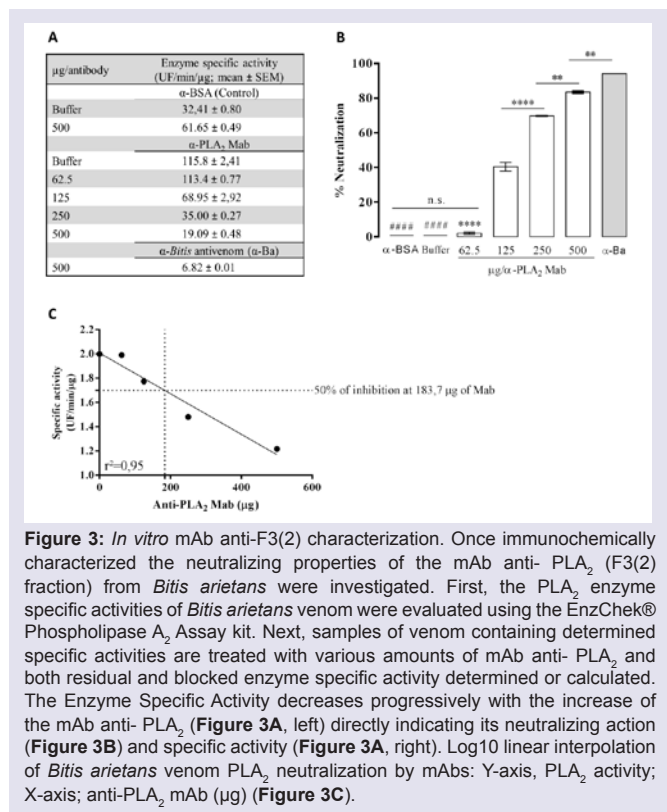 A
µg/antibody Enzyme specific activity
(UF/min/µg; mean ± SEM)
α-BSA (Control)
Buffer 32,41 ± 0.80
500 61.65 ± 0.49
α-PLA₂ Mab
Buffer 115.8 ± 2,41
62.5 113.4 ± 0.77
125 68.95 ± 2,92
250 35.00 ± 0.27
500 19.09 ± 0.48
α-Bitis antivenom (α-Ba)
500 6.82 ± 0.01
B
% Neutralization
100
80
60
40
20
0
n.s.
#### #### **** **** ** **
α-BSA Buffer 62.5 125 250 500 α-Ba
µg/α-PLA₂ Mab
C
Specific activity
(UF/min/µg)
2.2
2.0
1.8
1.6
1.4
1.2
1.0
r²=0,95
50% of inhibition at 183,7 µg of Mab
0 200 400 600
Anti-PLA₂ Mab (µg)
Figure 3: In vitro mAb anti-F3(2) characterization. Once immunochemically
characterized the neutralizing properties of the mAb anti- PLA₂ (F3(2)
fraction) from Bitis arietans were investigated. First, the PLA₂ enzyme
specific activities of Bitis arietans venom were evaluated using the EnzChek®
Phospholipase A₂ Assay kit. Next, samples of venom containing determined
specific activities are treated with various amounts of mAb anti- PLA₂ and
both residual and blocked enzyme specific activity determined or calculated.
The Enzyme Specific Activity decreases progressively with the increase of
the mAb anti- PLA₂ (Figure 3A, left) directly indicating its neutralizing action
(Figure 3B) and specific activity (Figure 3A, right). Log10 linear interpolation
of Bitis arietans venom PLA₂ neutralization by mAbs: Y-axis, PLA₂ activity;
X-axis; anti-PLA₂ mAb (µg) (Figure 3C).